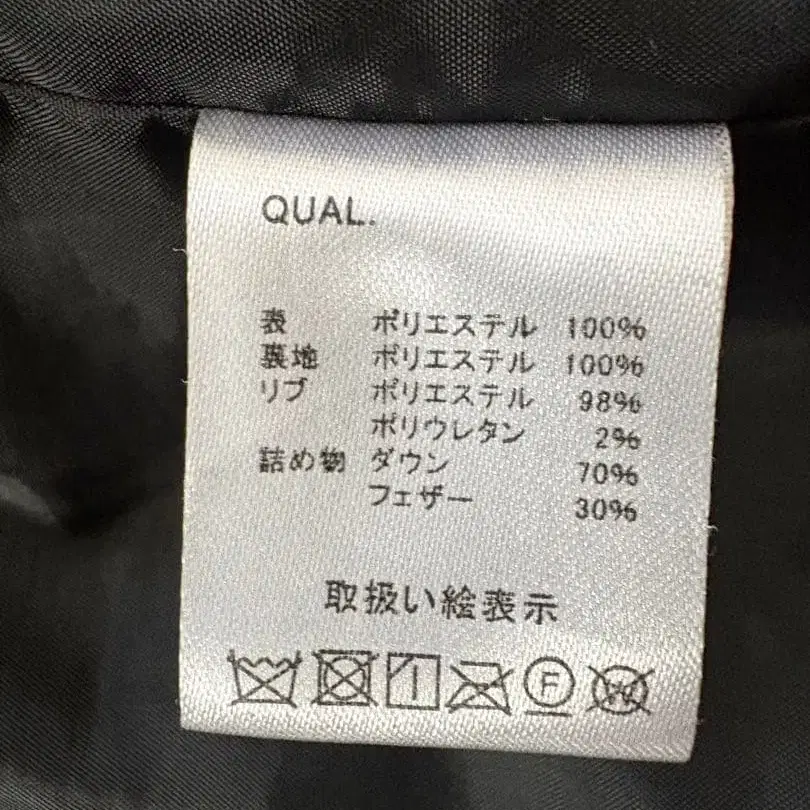 QUAL.
表 ポリエステル 100%
裏地 ポリエステル 100%
リブ ポリエステル 98%
ポリウレタン 2%
詰め物 ダウン 70%
フェザー 30%
取扱い絵表示
F W